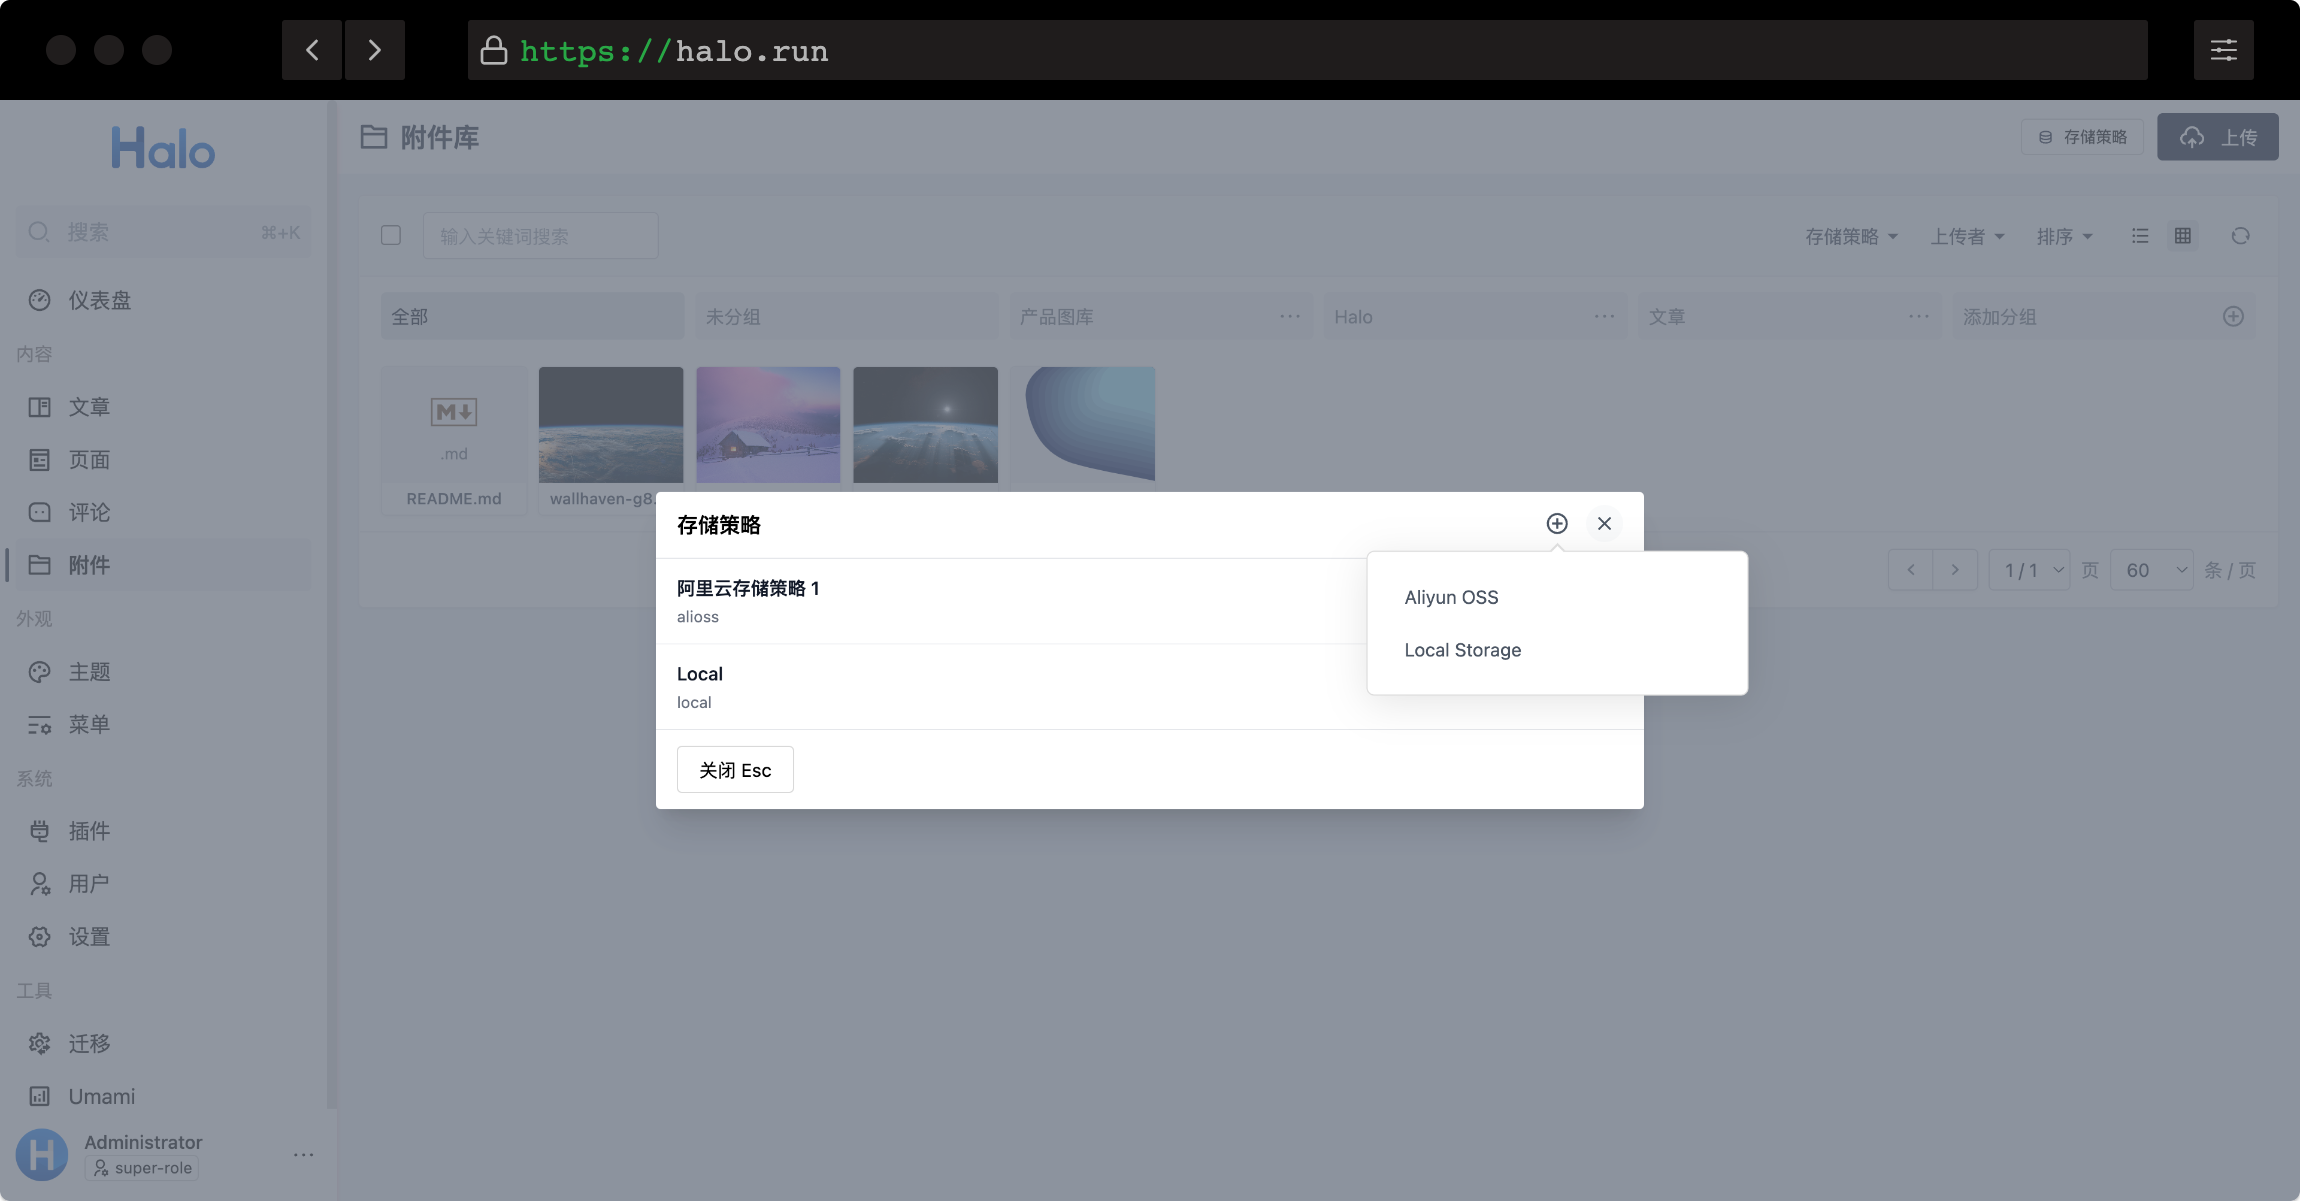 https://halo.run
Halo
搜索 ⌘+K
仪表盘
内容
文章
页面
评论
附件
外观
主题
菜单
系统
插件
用户
设置
工具
迁移
Umami
Administrator
super-role
附件库
存储策略 上传
输入关键词搜索
存储策略 上传者 排序
全部 未分组 产品图库 Halo 文章 添加分组
M
.md
README.md wallhaven-g8.
1 / 1 页 60 条 / 页
存储策略
阿里云存储策略 1
alioss
Local
local
关闭 Esc
Aliyun OSS
Local Storage